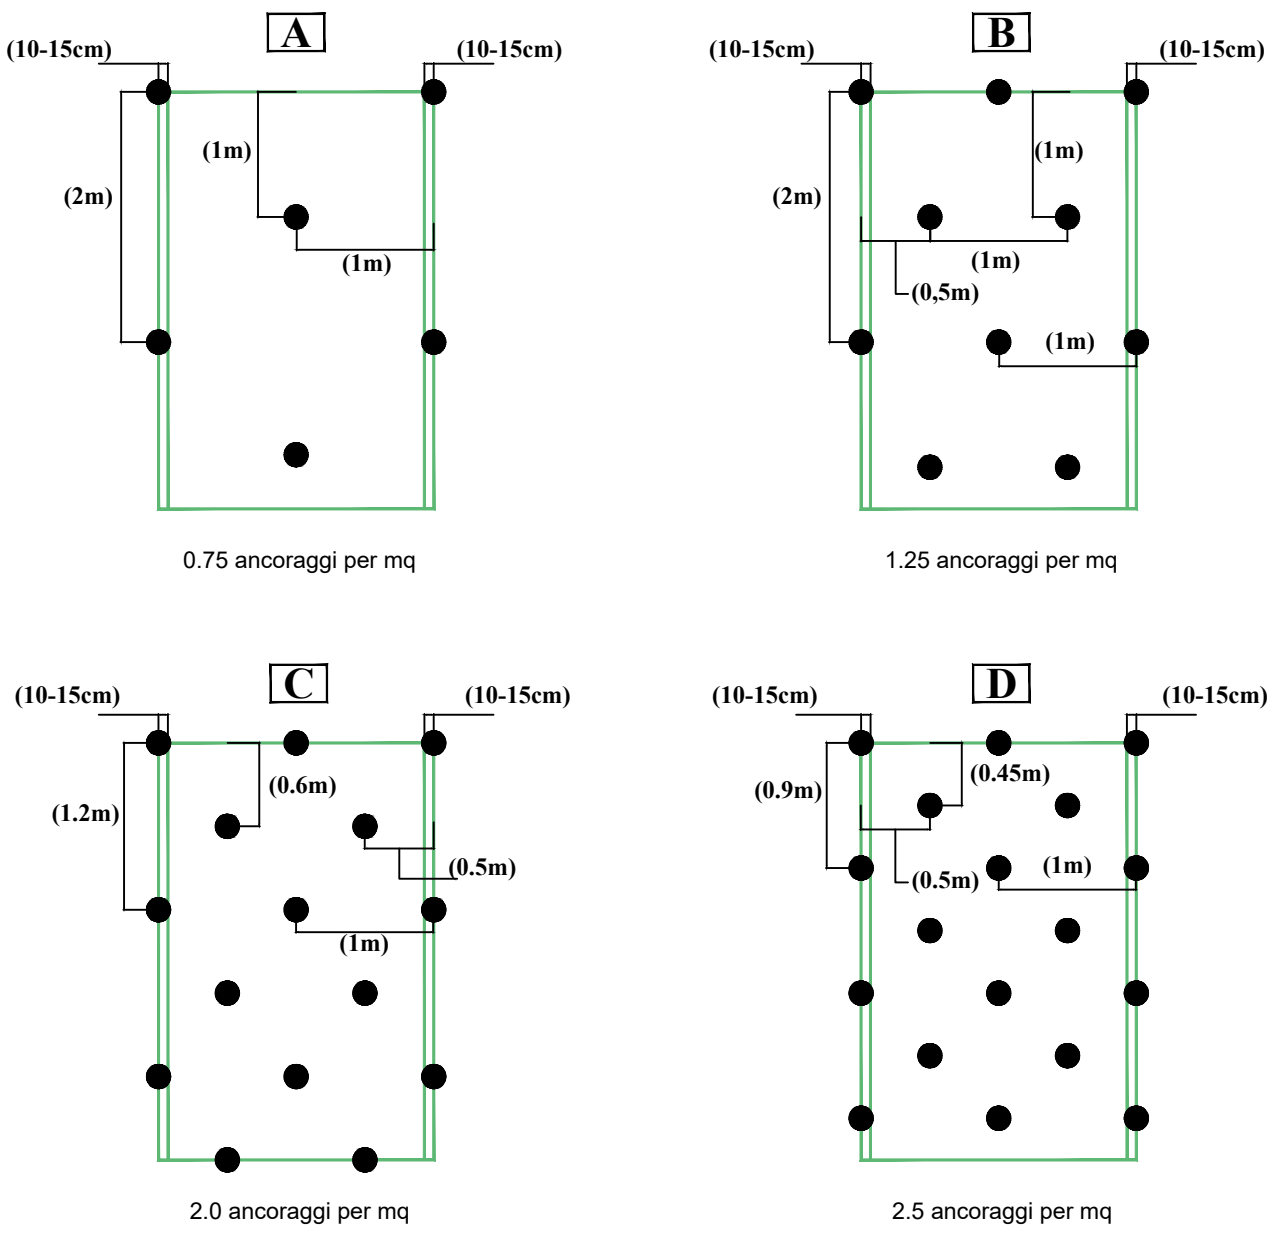 A
(10-15cm)
(10-15cm)
(1m)
(2m)
(1m)
0.75 ancoraggi per mq
B
(10-15cm)
(10-15cm)
(1m)
(2m)
(1m)
(0,5m)
(1m)
1.25 ancoraggi per mq
C
(10-15cm)
(10-15cm)
(0.6m)
(1.2m)
(0.5m)
(1m)
2.0 ancoraggi per mq
D
(10-15cm)
(10-15cm)
(0.45m)
(0.9m)
(1m)
(0.5m)
2.5 ancoraggi per mq